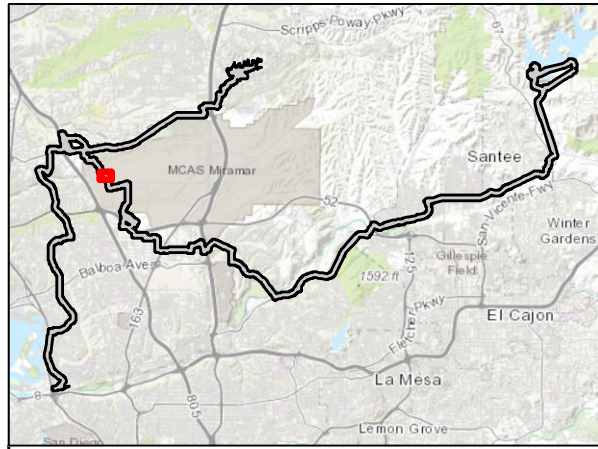 Scripps-Poway-Pkwy
67
Santee
MCAS Miramar
52
San-Vicente-Fwy
Winter
Gardens
Balboa-Avenu
125
Gillespie
Field
1592 ft
163
Fletcher Pkwy
El Cajon
8
La Mesa
805
Lemon Grove
San Diego